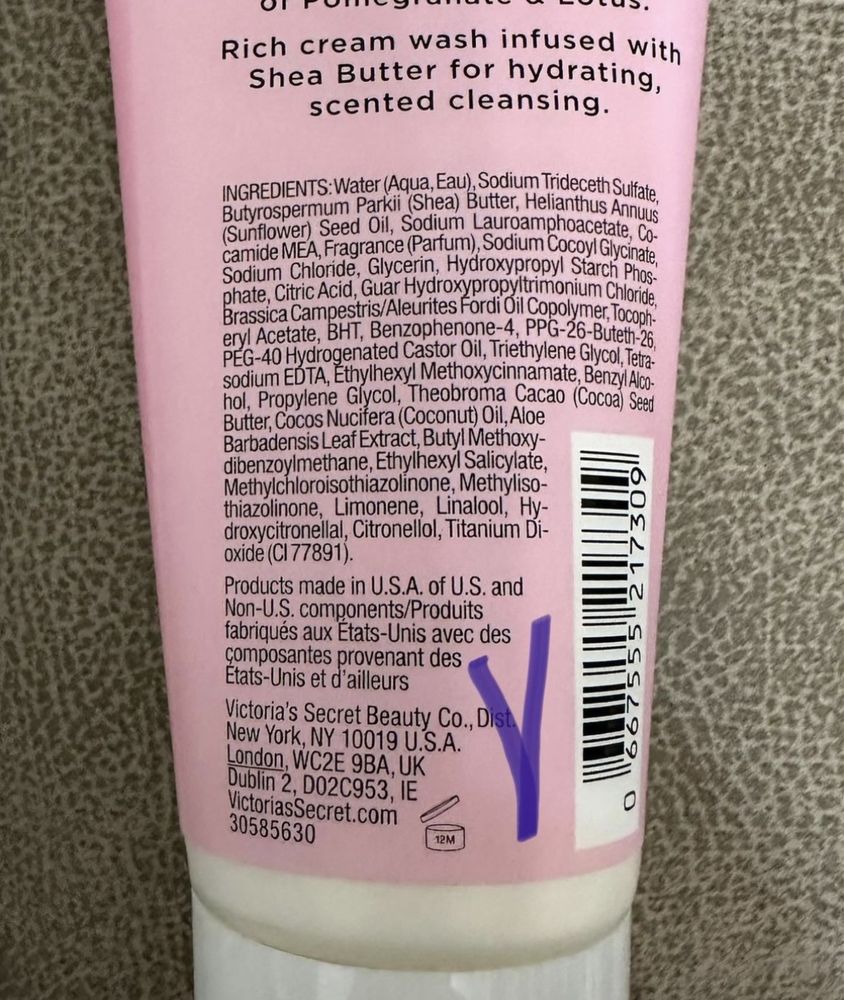 of Pomegranate & Lotus.
Rich cream wash infused with
Shea Butter for hydrating,
scented cleansing.
INGREDIENTS: Water (Aqua, Eau), Sodium Trideceth Sulfate,
Butyrospermum Parkii (Shea) Butter, Helianthus Annuus
(Sunflower) Seed Oil, Sodium Lauroamphoacetate, Co-
camide MEA, Fragrance (Parfum), Sodium Cocoyl Glycinate,
Sodium Chloride, Glycerin, Hydroxypropyl Starch Phos-
phate, Citric Acid, Guar Hydroxypropyltrimonium Chloride,
Brassica Campestris/Aleurites Fordi Oil Copolymer, Tocoph-
eryl Acetate, BHT, Benzophenone-4, PPG-26-Buteth-26,
PEG-40 Hydrogenated Castor Oil, Triethylene Glycol, Tetra-
sodium EDTA, Ethylhexyl Methoxycinnamate, Benzyl Alco-
hol, Propylene Glycol, Theobroma Cacao (Cocoa) Seed
Butter, Cocos Nucifera (Coconut) Oil, Aloe
Barbadensis Leaf Extract, Butyl Methoxy-
dibenzoylmethane, Ethylhexyl Salicylate,
Methylchloroisothiazolinone, Methyliso-
thiazolinone, Limonene, Linalool, Hy-
droxycitronellal, Citronellol, Titanium Di-
oxide (CI 77891).
Products made in U.S.A. of U.S. and
Non-U.S. components/Produits
fabriqués aux États-Unis avec des
composantes provenant des
États-Unis et d'ailleurs
Victoria's Secret Beauty Co., Dist.
New York, NY 10019 U.S.A.
London, WC2E 9BA, UK
Dublin 2, D02C953, IE
VictoriasSecret.com
30585630
12M
Y
0 667555 217309